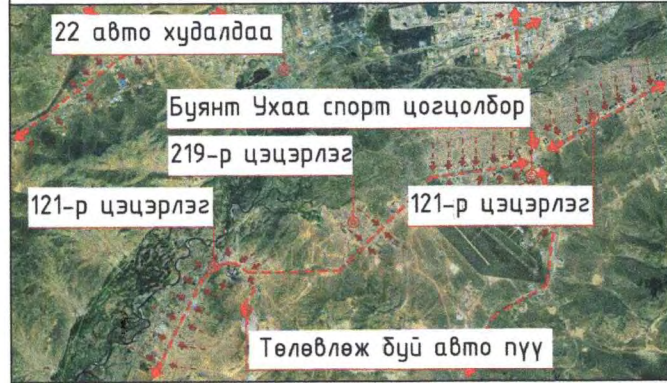 22 авто худалдаа
Буянт Ухаа спорт цогцолбор
219-р цэцэрлэг
121-р цэцэрлэг
121-р цэцэрлэг
Төлөвлөж буй авто пүү